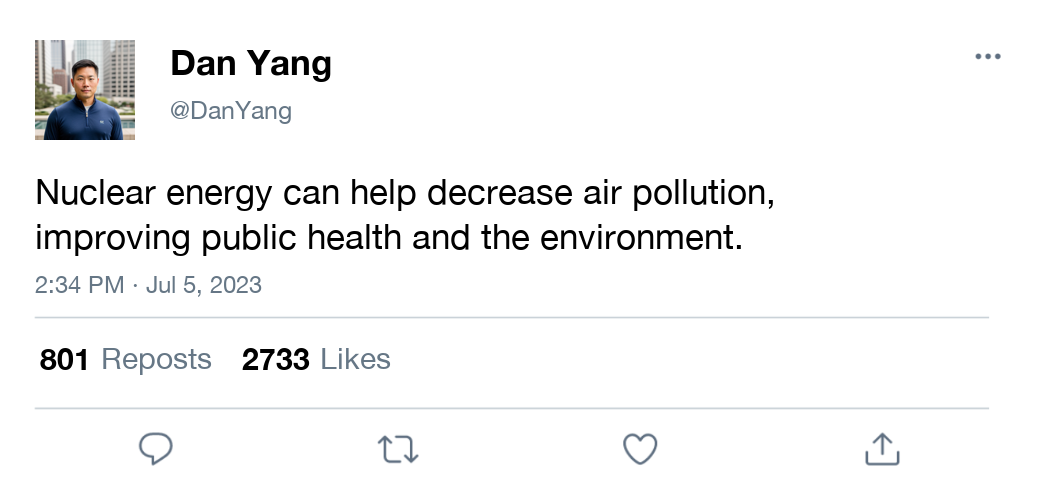 Dan Yang
@DanYang
Nuclear energy can help decrease air pollution,
improving public health and the environment.
2:34 PM · Jul 5, 2023
801 Reposts 2733 Likes